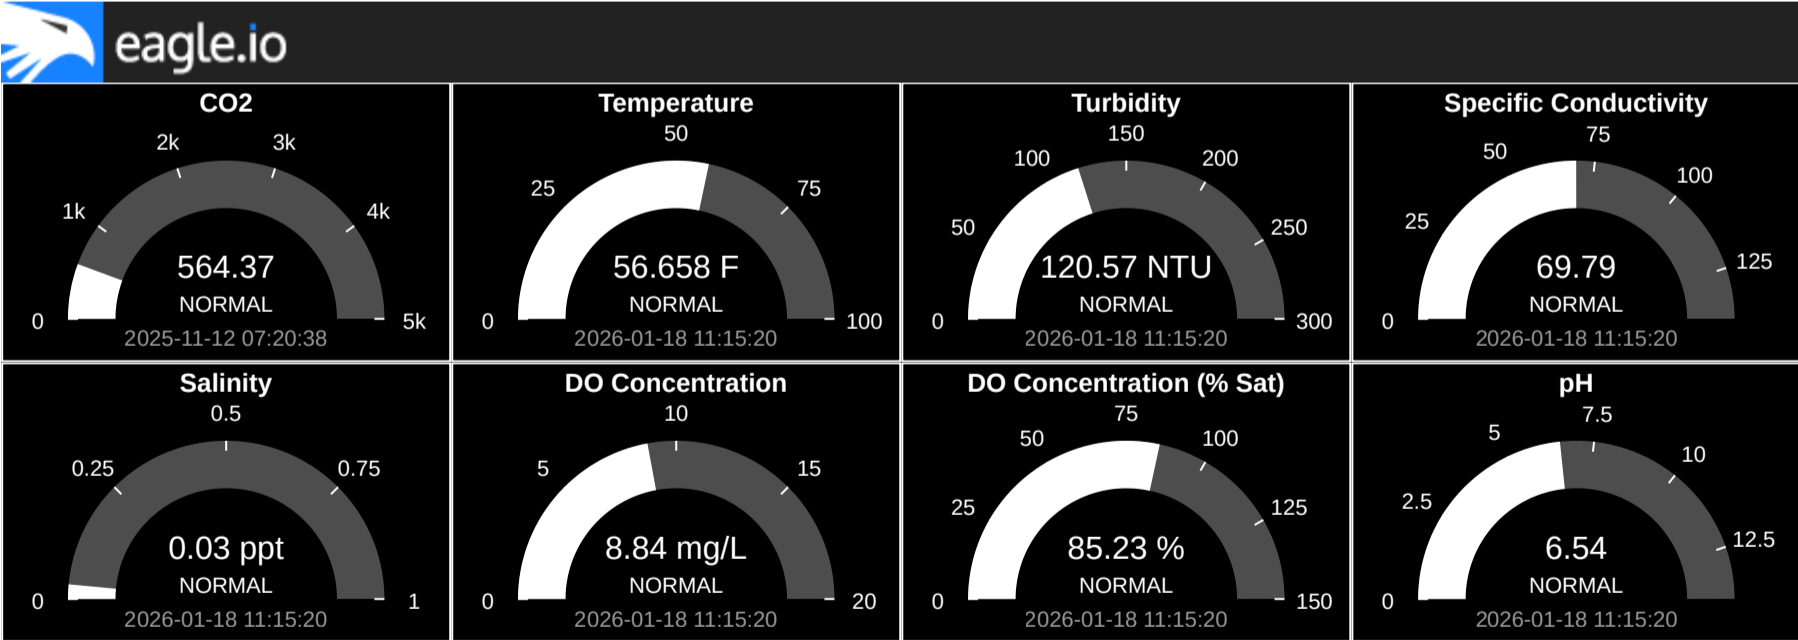 eagle.io
CO2
2k 3k
1k 4k
564.37
NORMAL
0 5k
2025-11-12 07:20:38
Temperature
50
25 75
56.658 F
NORMAL
0 100
2026-01-18 11:15:20
Turbidity
150
100 200
50 250
120.57 NTU
NORMAL
0 300
2026-01-18 11:15:20
Specific Conductivity
75
50 100
25 125
69.79
NORMAL
0
2026-01-18 11:15:20
Salinity
0.5
0.25 0.75
0.03 ppt
NORMAL
0 1
2026-01-18 11:15:20
DO Concentration
10
5 15
8.84 mg/L
NORMAL
0 20
2026-01-18 11:15:20
DO Concentration (% Sat)
75
50 100
25 125
85.23 %
NORMAL
0 150
2026-01-18 11:15:20
pH
7.5
5 10
2.5 12.5
6.54
NORMAL
0
2026-01-18 11:15:20